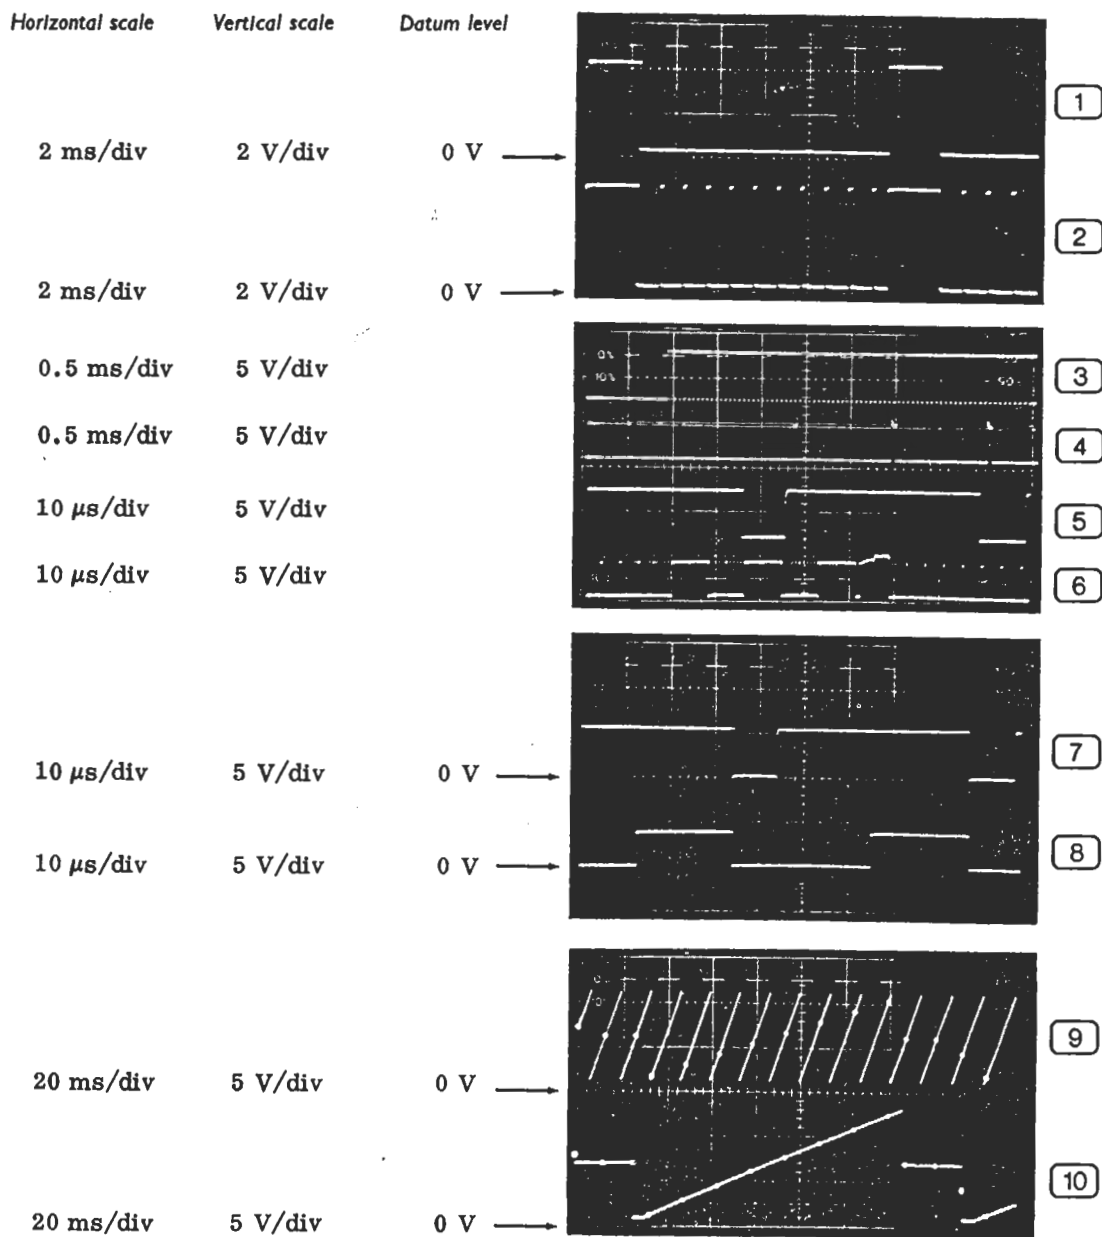 Horizontal scale Vertical scale Datum level
1
2 ms/div 2 V/div 0 V
2
2 ms/div 2 V/div 0 V
0.5 ms/div 5 V/div 3
0.5 ms/div 5 V/div 4
10 μs/div 5 V/div 5
10 μs/div 5 V/div 6
10 μs/div 5 V/div 0 V 7
10 μs/div 5 V/div 0 V 8
9
20 ms/div 5 V/div 0 V
10
20 ms/div 5 V/div 0 V